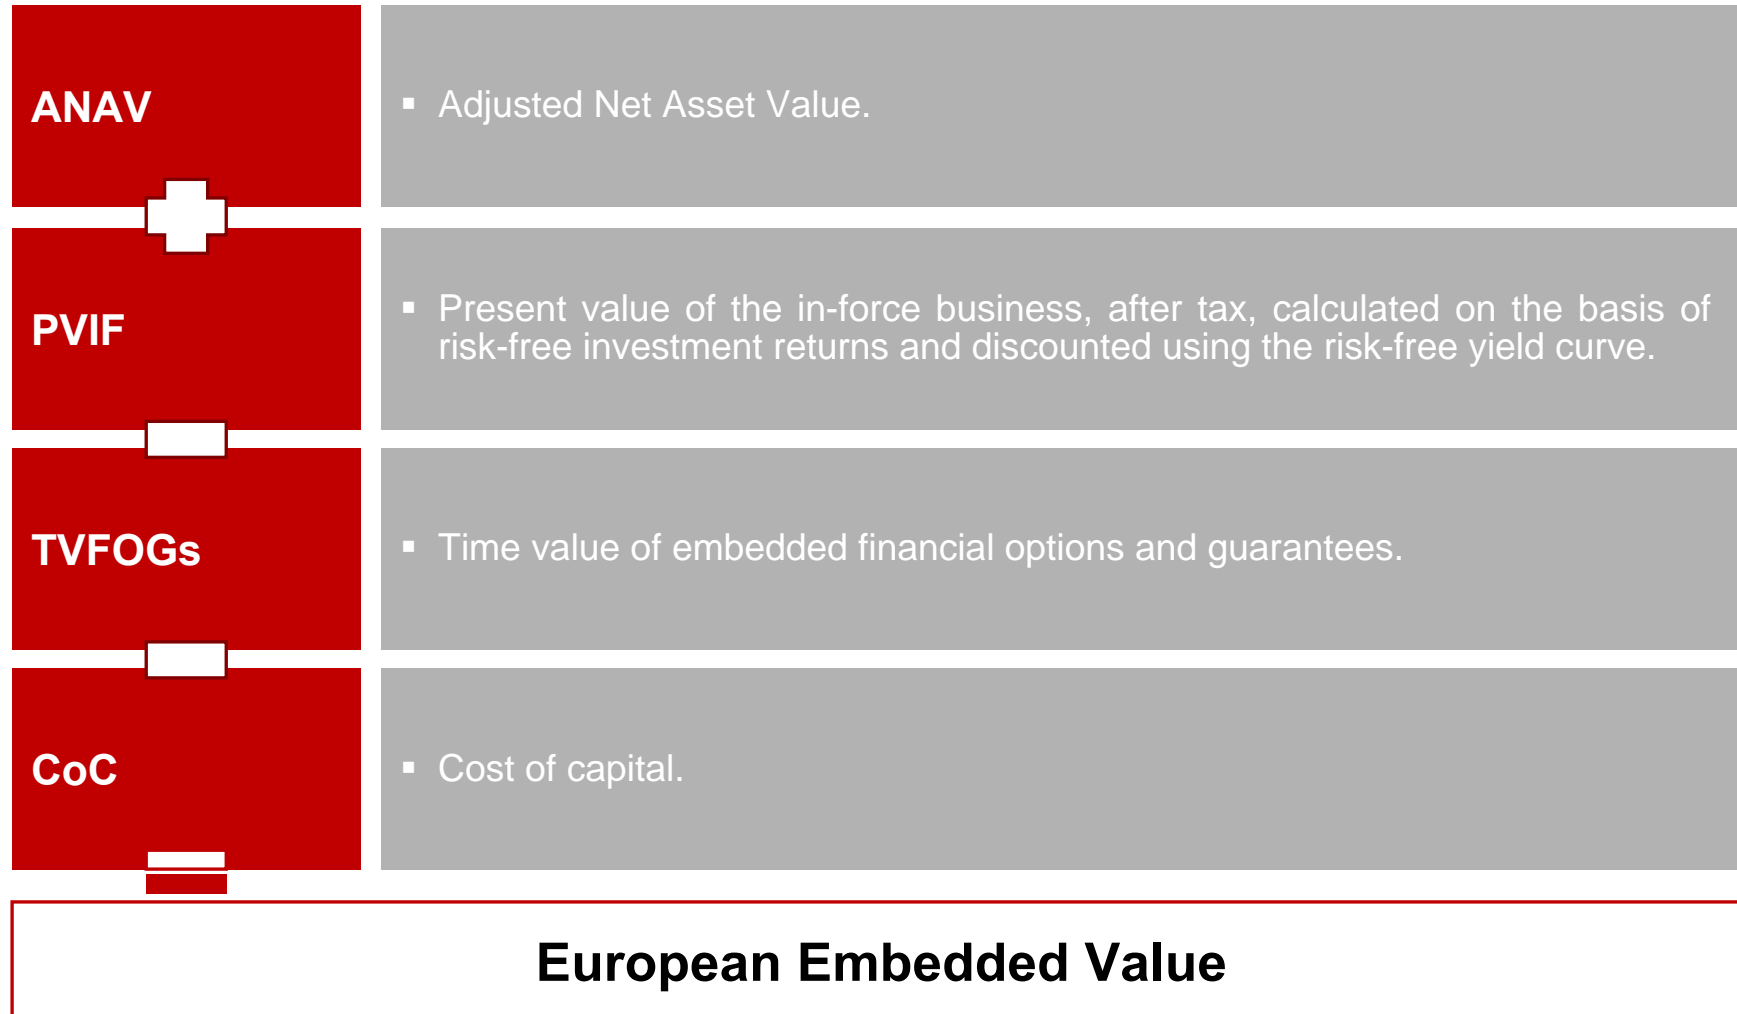 ANAV
▪ Adjusted Net Asset Value.
PVIF
▪ Present value of the in-force business, after tax, calculated on the basis of
risk-free investment returns and discounted using the risk-free yield curve.
TVFOGs
▪ Time value of embedded financial options and guarantees.
CoC
▪ Cost of capital.
European Embedded Value